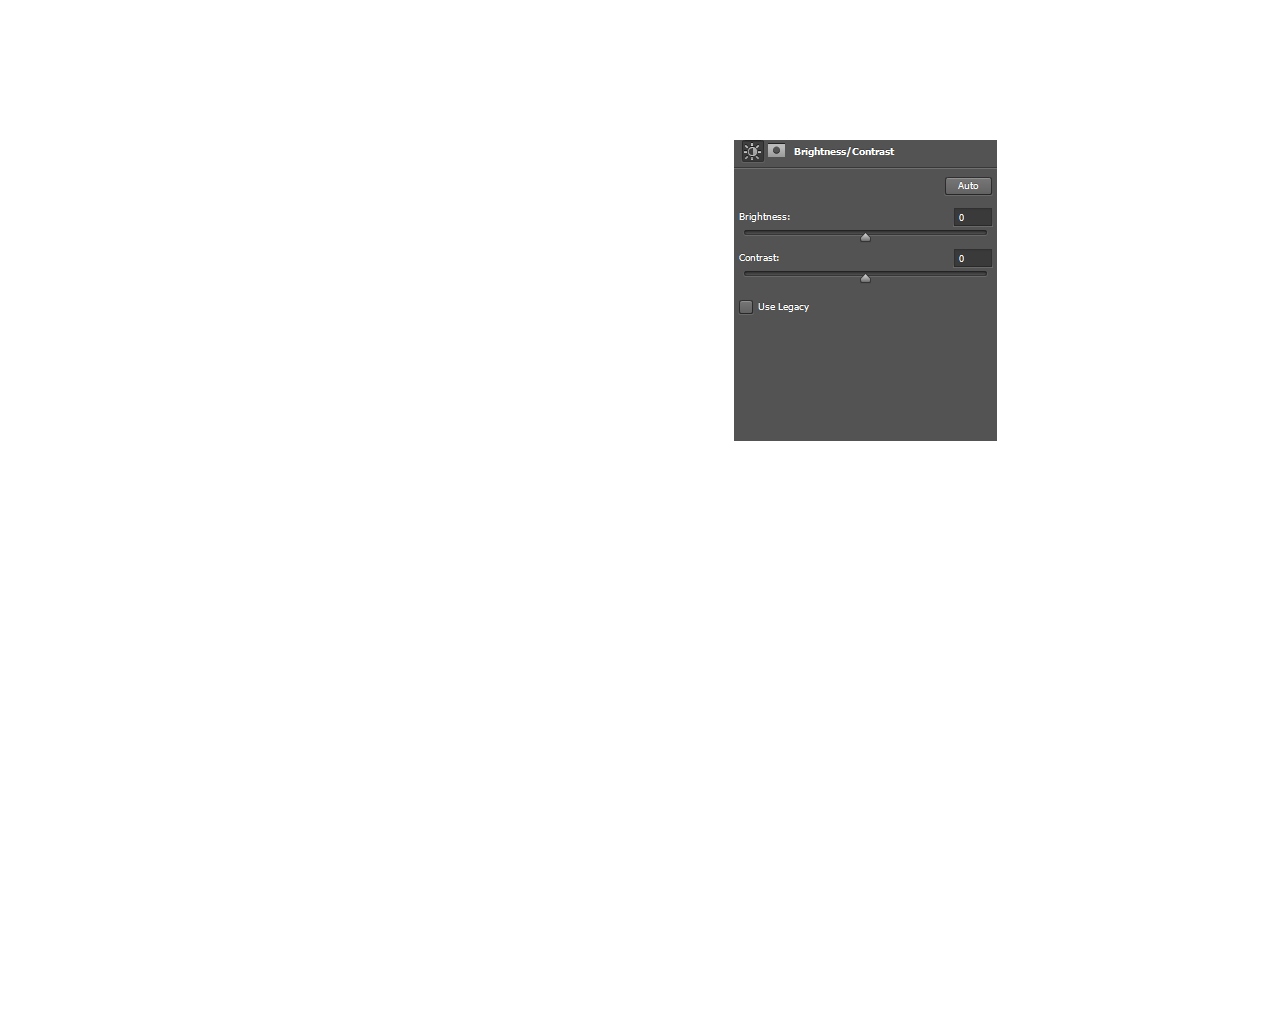 Brightness/Contrast
Auto
Brightness: 0
Contrast: 0
Use Legacy